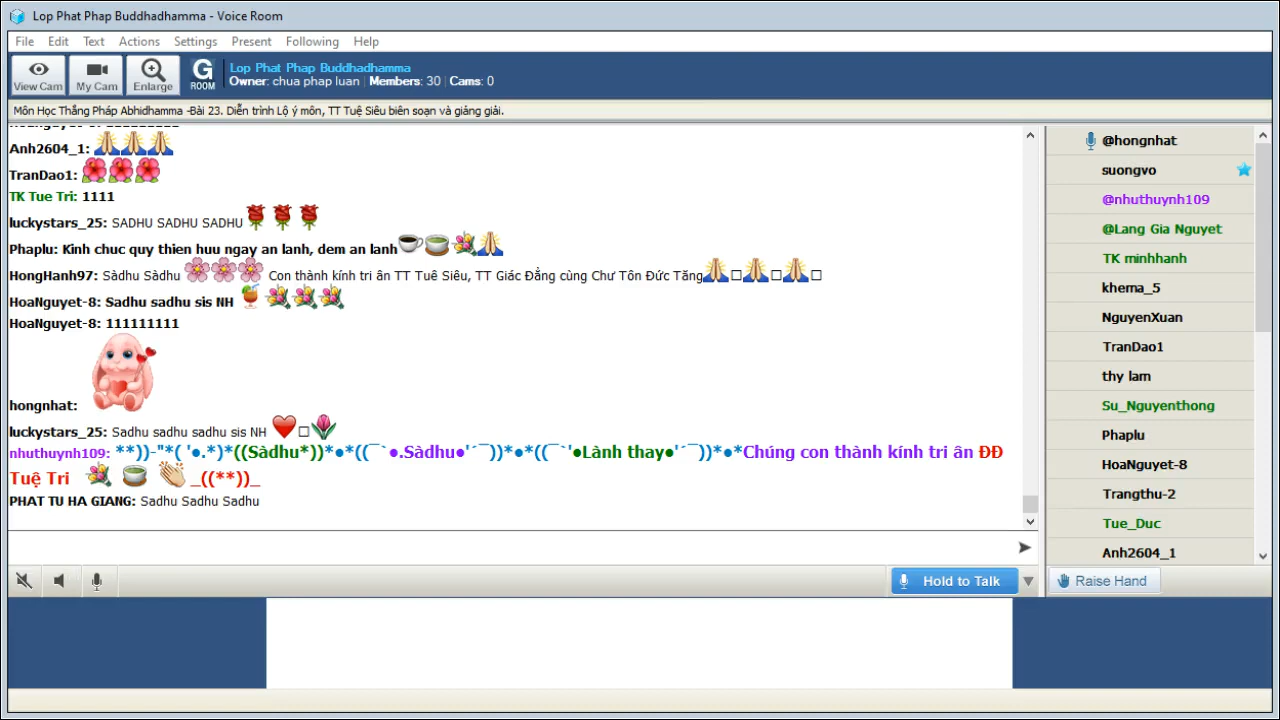 Lop Phat Phap Buddhadhamma - Voice Room
File Edit Text Actions Settings Present Following Help
View Cam
My Cam
Enlarge
G ROOM
Lop Phat Phap Buddhadhamma
Owner: chua phap luan Members: 30 Cams: 0
Môn Học Thắng Pháp Abhidhamma -Bài 23. Diễn trình Lộ ý môn, TT Tuệ Siêu biên soạn và giảng giải.
Anh2604_1:
TranDao1:
TK Tue Tri: 1111
luckystars_25: SADHU SADHU SADHU
Phaplu: Kinh chuc quy thien huu ngay an lanh, dem an lanh
HongHanh97: Sàdhu Sàdhu Con thành kính tri ân TT Tuê Siêu, TT Giác Đẳng cùng Chư Tôn Đức Tăng
HoaNguyet-8: Sadhu sadhu sis NH
HoaNguyet-8: 111111111
hongnhat:
luckystars_25: Sadhu sadhu sadhu sis NH
nhuthuynh109: **))-"*( '●.*)*((Sàdhu*))*●*((¯`●.Sàdhu●'´¯))*●*((¯`'●Lành thay●'´¯))*●*Chúng con thành kính tri ân ĐĐ
Tuệ Tri _((**))_
PHAT TU HA GIANG: Sadhu Sadhu Sadhu
Hold to Talk
@hongnhat
suongvo
@nhuthuynh109
@Lang Gia Nguyet
TK minhhanh
khema_5
NguyenXuan
TranDao1
thy lam
Su_Nguyenthong
Phaplu
HoaNguyet-8
Trangthu-2
Tue_Duc
Anh2604_1
Raise Hand